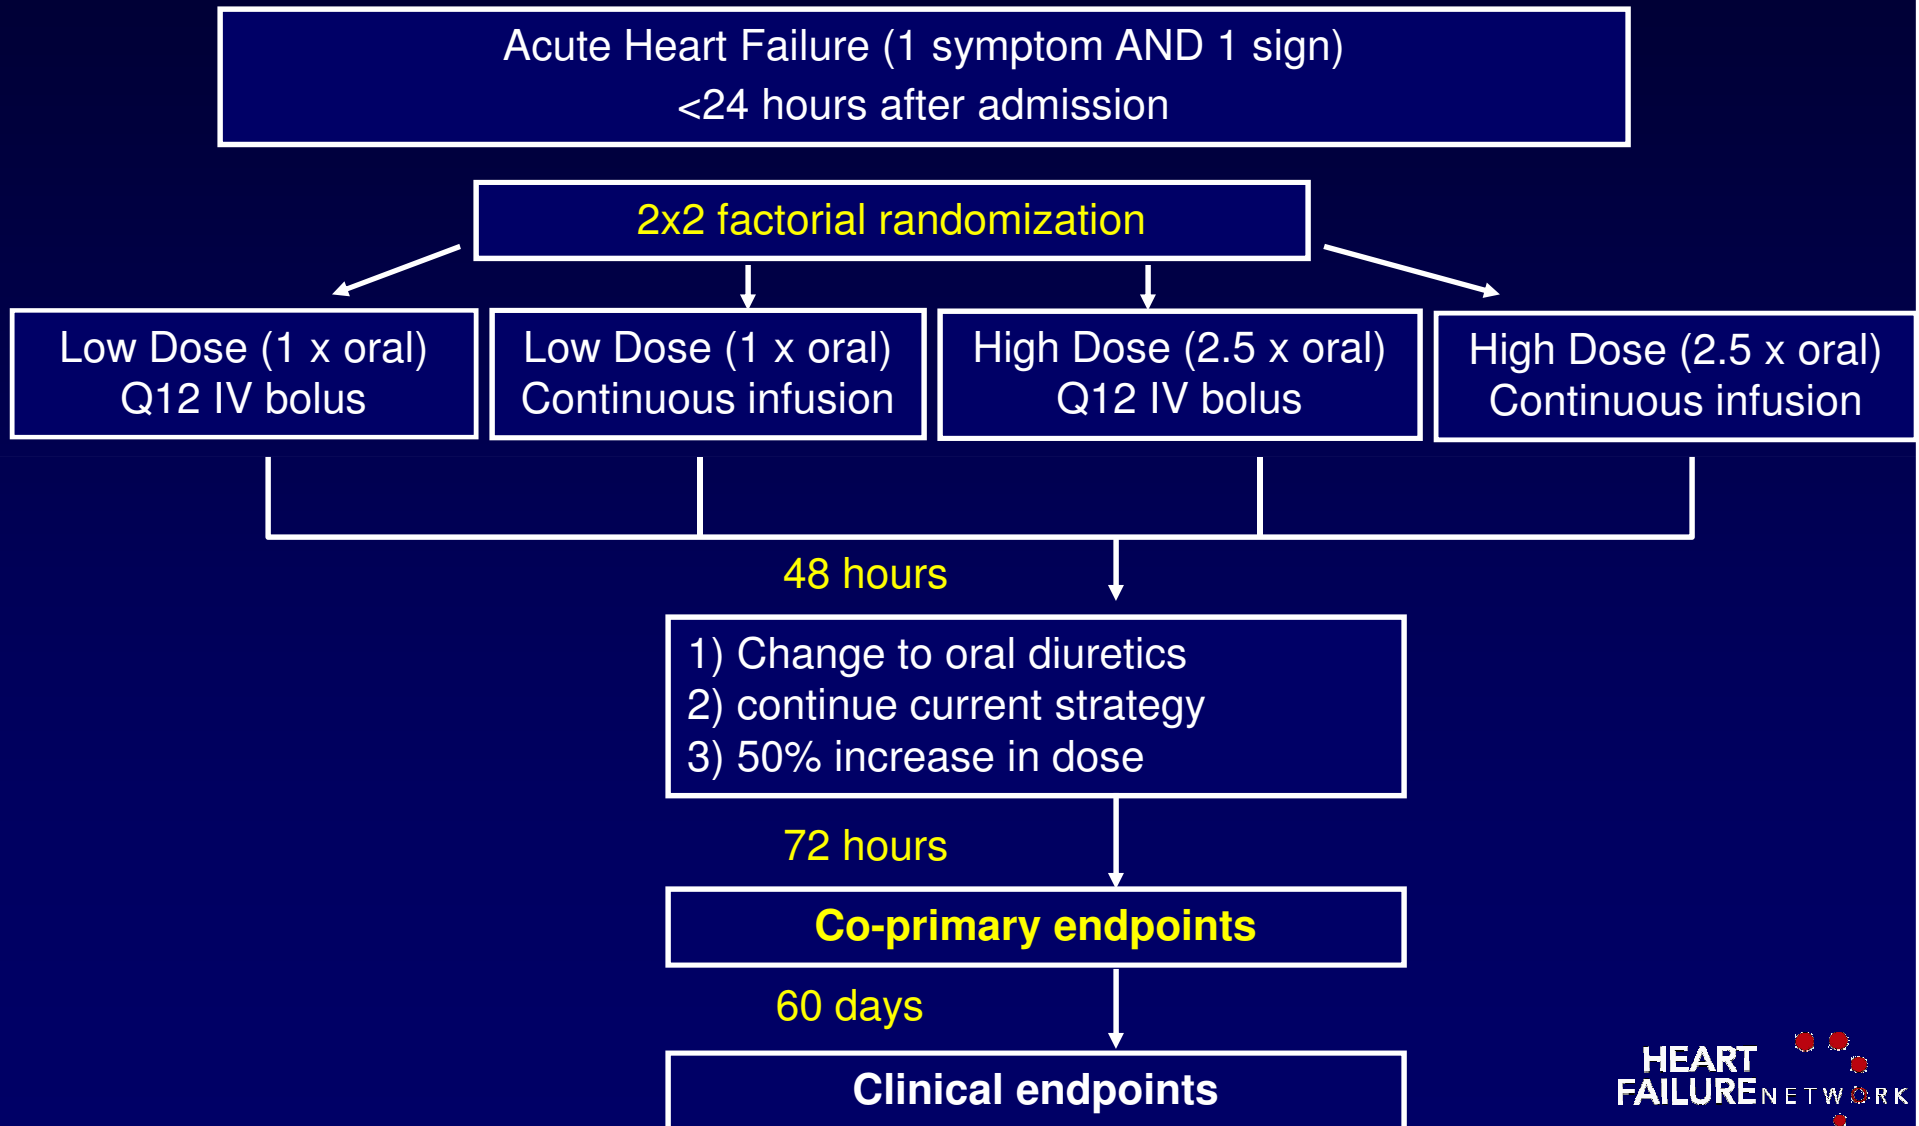 Acute Heart Failure (1 symptom AND 1 sign)
<24 hours after admission
2x2 factorial randomization
Low Dose (1 x oral)
Q12 IV bolus
Low Dose (1 x oral)
Continuous infusion
High Dose (2.5 x oral)
Q12 IV bolus
High Dose (2.5 x oral)
Continuous infusion
48 hours
1) Change to oral diuretics
2) continue current strategy
3) 50% increase in dose
72 hours
Co-primary endpoints
60 days
Clinical endpoints
HEART
FAILURE NETWORK